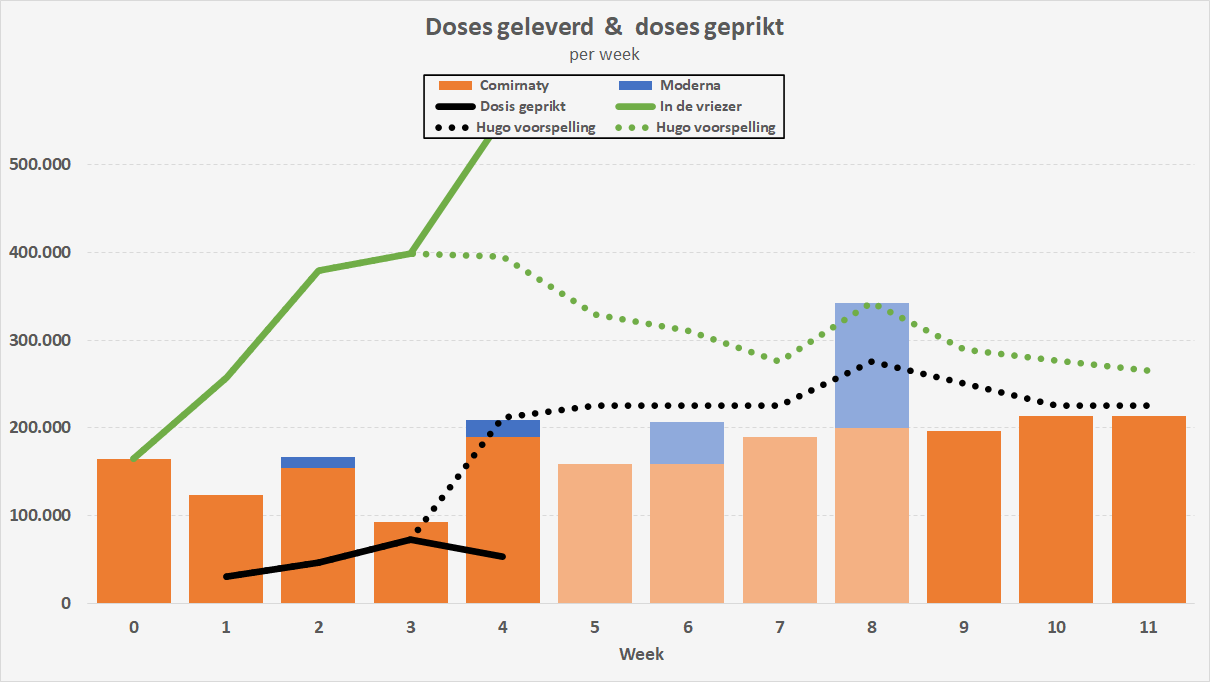 Doses geleverd & doses geprikt
per week
Comirnaty Moderna
Dosis geprikt In de vriezer
Hugo voorspelling Hugo voorspelling
500.000
400.000
300.000
200.000
100.000
0
0 1 2 3 4 5 6 7 8 9 10 11
Week